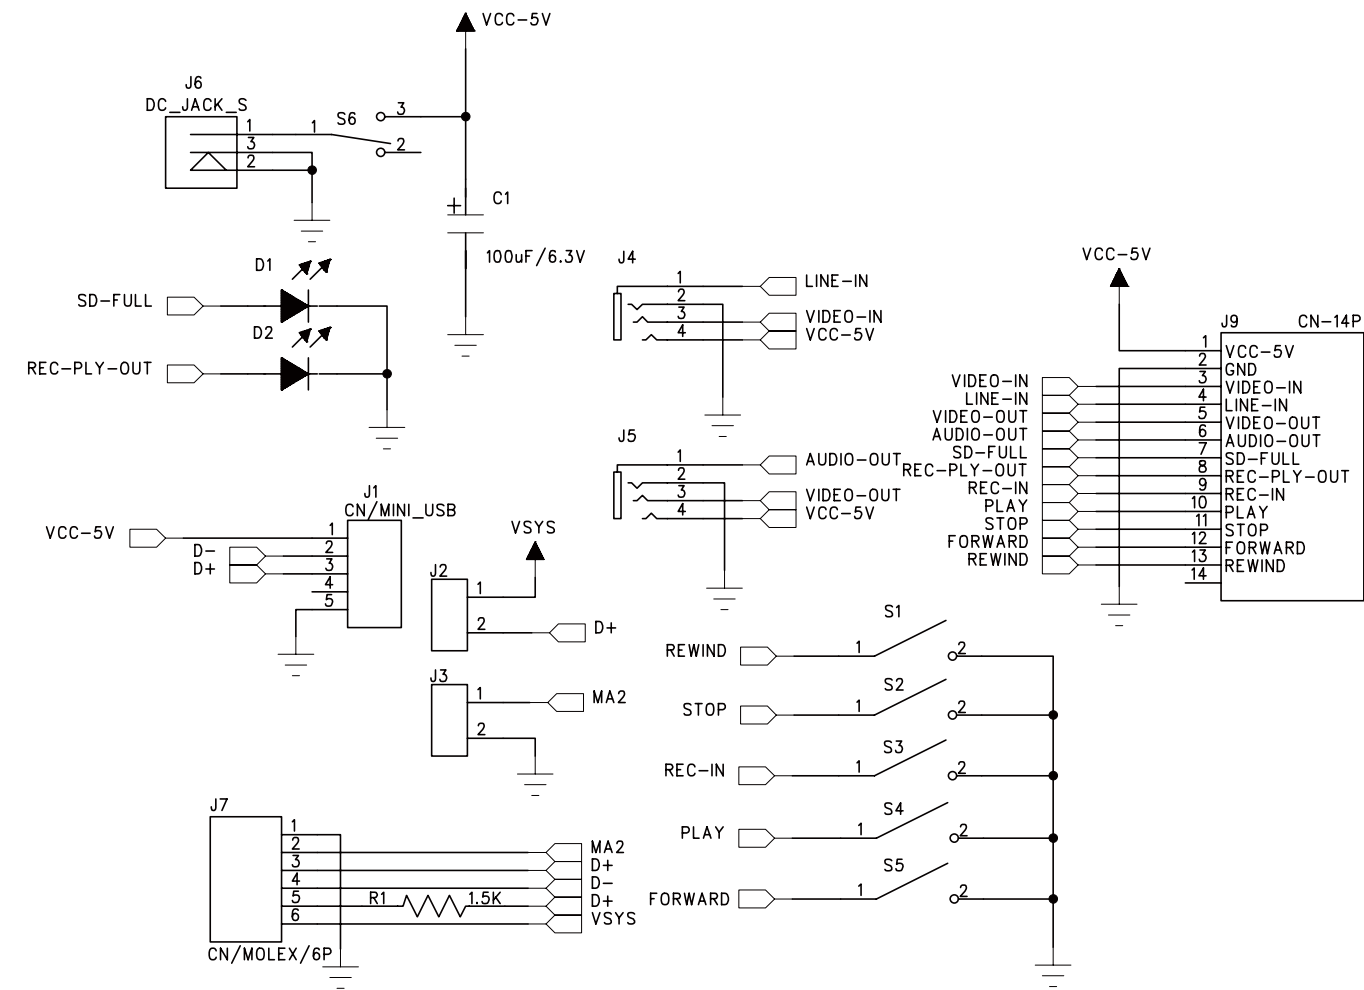 VCC-5V
J6
DC_JACK_S
1
3
2
1
S6
3
2
+
C1
100uF/6.3V
D1
SD-FULL
D2
REC-PLY-OUT
J4
1
2
3
4
LINE-IN
VIDEO-IN
VCC-5V
J5
1
2
3
4
AUDIO-OUT
VIDEO-OUT
VCC-5V
VCC-5V
J9 CN-14P
1 VCC-5V
2 GND
VIDEO-IN 3 VIDEO-IN
LINE-IN 4 LINE-IN
VIDEO-OUT 5 VIDEO-OUT
AUDIO-OUT 6 AUDIO-OUT
SD-FULL 7 SD-FULL
REC-PLY-OUT 8 REC-PLY-OUT
REC-IN 9 REC-IN
PLAY 10 PLAY
STOP 11 STOP
FORWARD 12 FORWARD
REWIND 13 REWIND
14
J1
CN/MINI_USB
VCC-5V 1
D- 2
D+ 3
4
5
VSYS
J2
1
2 D+
J3
1 MA2
2
J7
1
2 MA2
3 D+
4 D-
5 R1 1.5K D+
6 VSYS
CN/MOLEX/6P
S1
REWIND 1 2
S2
STOP 1 2
S3
REC-IN 1 2
S4
PLAY 1 2
S5
FORWARD 1 2